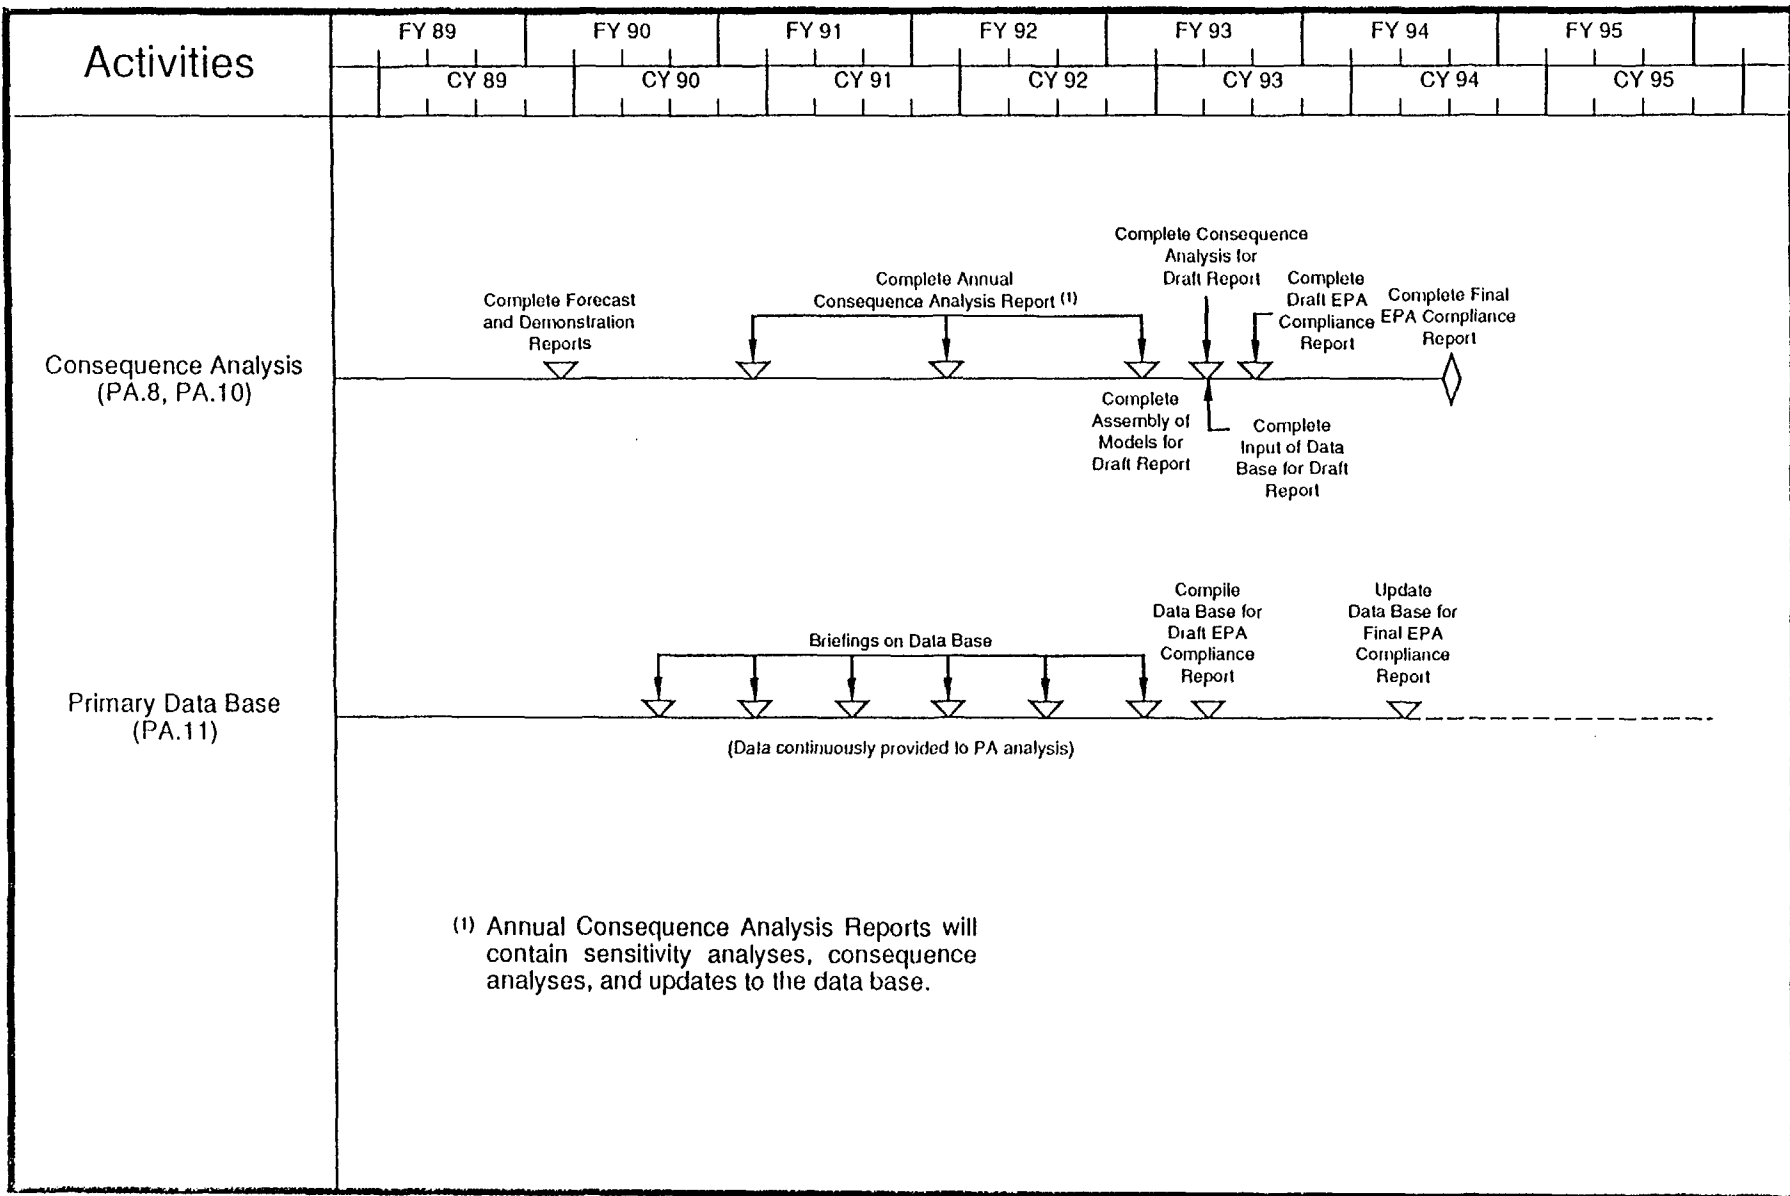 Activities
FY 89
FY 90
FY 91
FY 92
FY 93
FY 94
FY 95
CY 89
CY 90
CY 91
CY 92
CY 93
CY 94
CY 95
Consequence Analysis
(PA.8, PA.10)
Complete Forecast
and Demonstration
Reports
Complete Annual
Consequence Analysis Report (1)
Complete Consequence
Analysis for
Draft Report
Complete
Draft EPA
Compliance
Report
Complete Final
EPA Compliance
Report
Complete
Assembly of
Models for
Draft Report
Complete
Input of Data
Base for Draft
Report
Primary Data Base
(PA.11)
Briefings on Data Base
Compile
Data Base for
Draft EPA
Compliance
Report
Update
Data Base for
Final EPA
Compliance
Report
(Data continuously provided to PA analysis)
(1) Annual Consequence Analysis Reports will
contain sensitivity analyses, consequence
analyses, and updates to the data base.